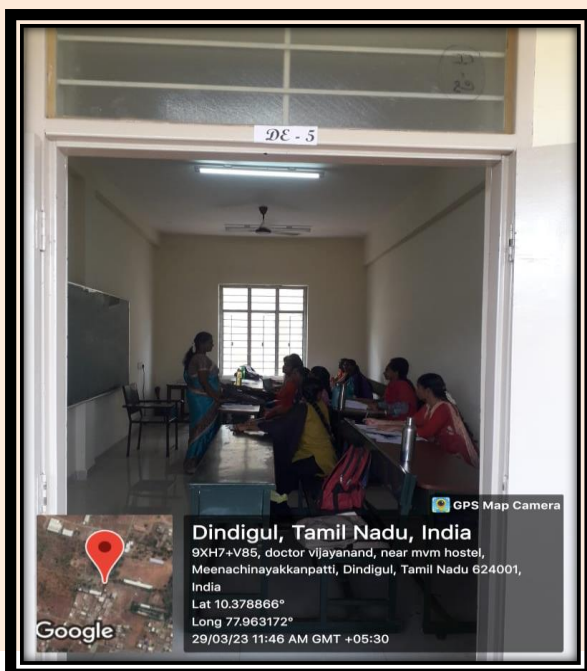 DE - 5
GPS Map Camera
Dindigul, Tamil Nadu, India
9XH7+V85, doctor vijayanand, near mvm hostel,
Meenachinayakkanpatti, Dindigul, Tamil Nadu 624001,
India
Lat 10.378866°
Long 77.963172°
29/03/23 11:46 AM GMT +05:30
Google